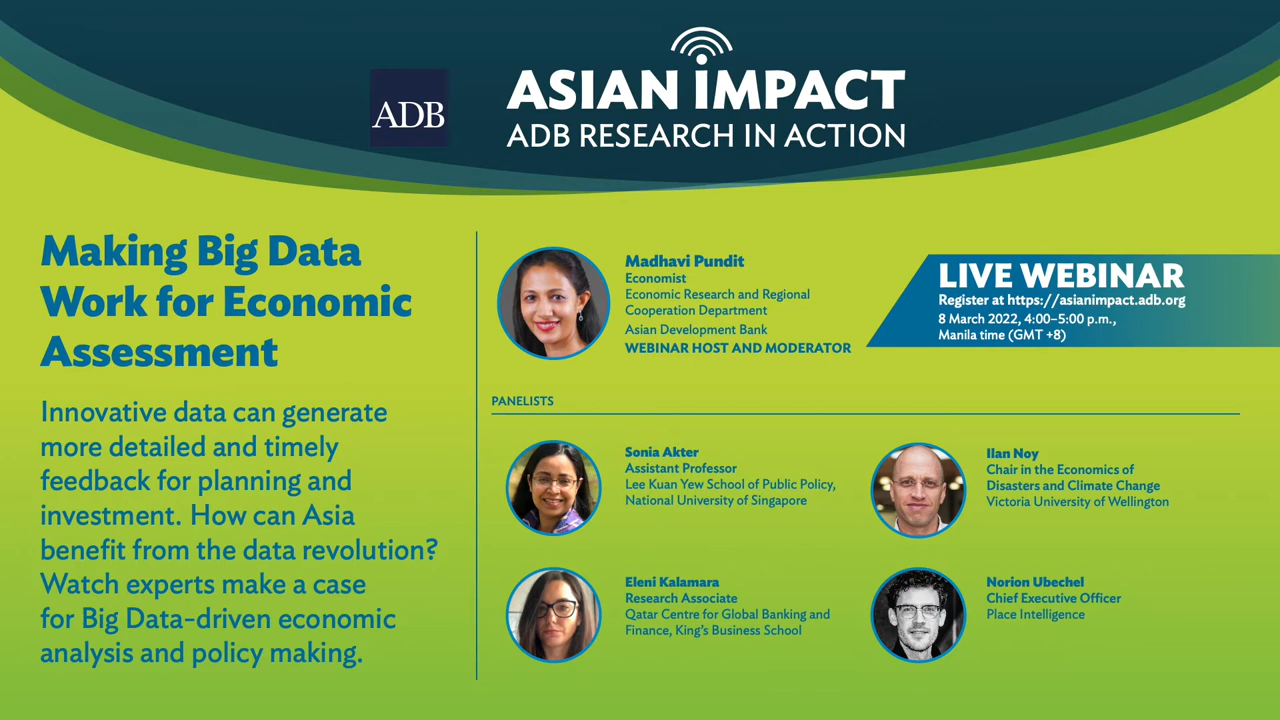 ADB
ASIAN IMPACT
ADB RESEARCH IN ACTION
Making Big Data
Work for Economic
Assessment
Innovative data can generate
more detailed and timely
feedback for planning and
investment. How can Asia
benefit from the data revolution?
Watch experts make a case
for Big Data-driven economic
analysis and policy making.
Madhavi Pundit
Economist
Economic Research and Regional
Cooperation Department
Asian Development Bank
WEBINAR HOST AND MODERATOR
LIVE WEBINAR
Register at https://asianimpact.adb.org
8 March 2022, 4:00–5:00 p.m.,
Manila time (GMT +8)
PANELISTS
Sonia Akter
Assistant Professor
Lee Kuan Yew School of Public Policy,
National University of Singapore
Ilan Noy
Chair in the Economics of
Disasters and Climate Change
Victoria University of Wellington
Eleni Kalamara
Research Associate
Qatar Centre for Global Banking and
Finance, King's Business School
Norion Ubechel
Chief Executive Officer
Place Intelligence